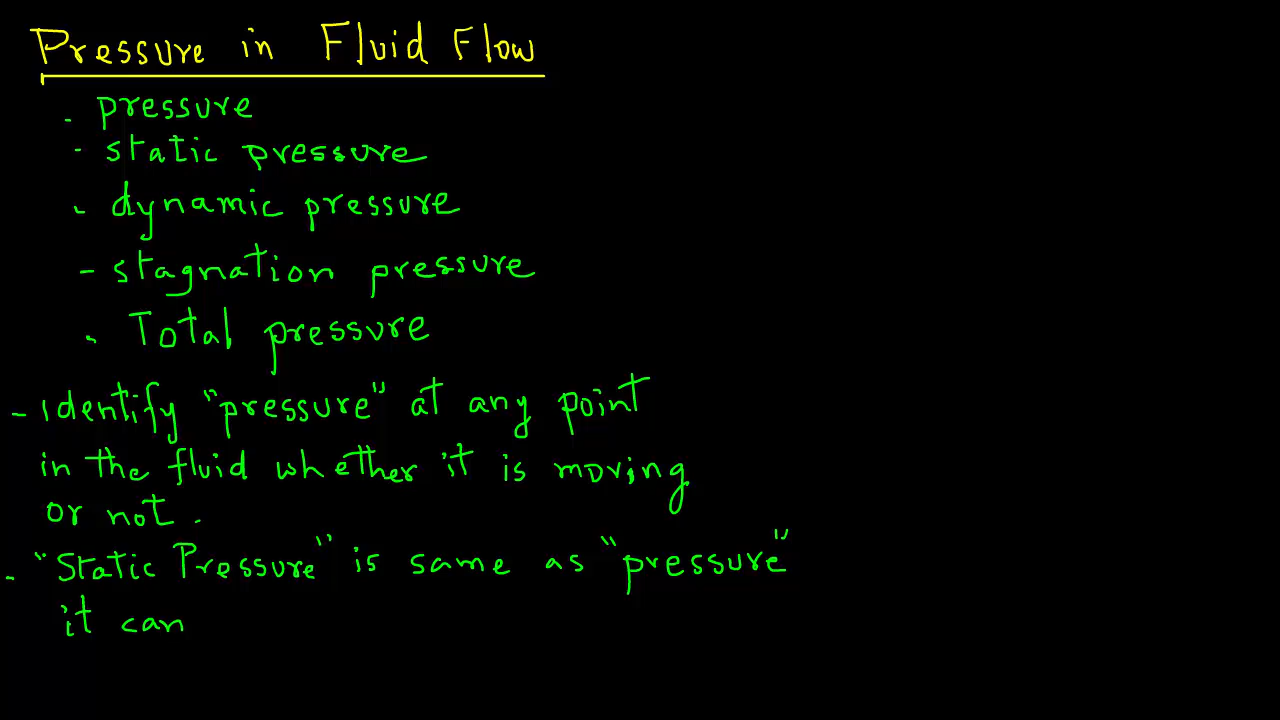 Pressure in Fluid Flow
. pressure
. static pressure
. dynamic pressure
- stagnation pressure
. Total pressure
- Identify "pressure" at any point
in the fluid whether it is moving
or not.
. "Static Pressure" is same as "pressure"
it can